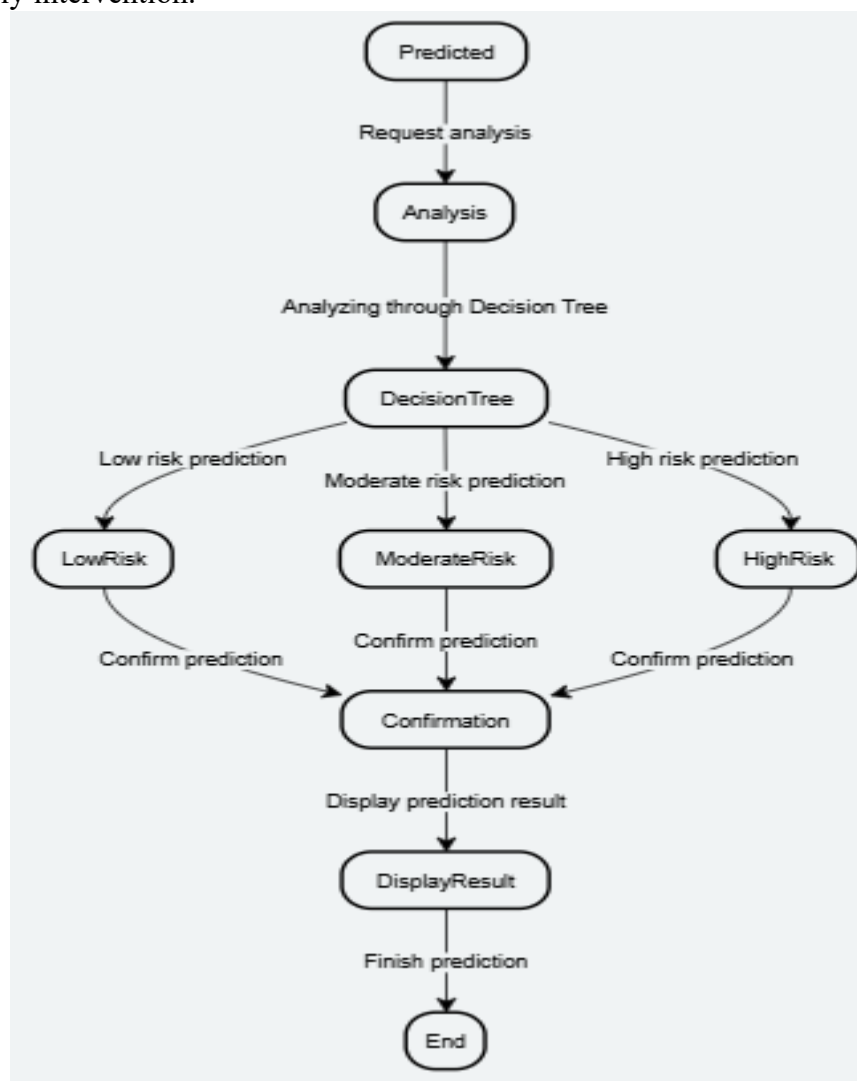 intervention.
Predicted
Request analysis
Analysis
Analyzing through Decision Tree
DecisionTree
Low risk prediction
Moderate risk prediction
High risk prediction
LowRisk
ModerateRisk
HighRisk
Confirm prediction
Confirm prediction
Confirm prediction
Confirmation
Display prediction result
DisplayResult
Finish prediction
End